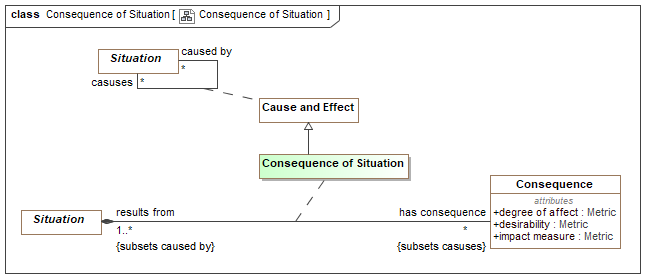 class Consequence of Situation [ Consequence of Situation ]
Situation
caused by
*
casuses *
Cause and Effect
Consequence of Situation
Consequence
attributes
+degree of affect : Metric
+desirability : Metric
+impact measure : Metric
Situation
results from
1..*
{subsets caused by}
has consequence
*
{subsets casuses}